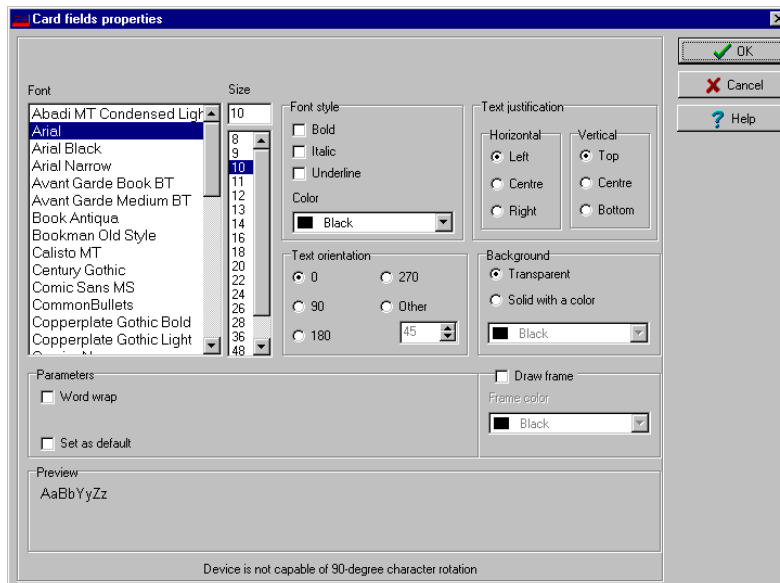 Card fields properties
OK
Cancel
Help
Font
Abadi MT Condensed Ligh
Arial
Arial Black
Arial Narrow
Avant Garde Book BT
Avant Garde Medium BT
Book Antiqua
Bookman Old Style
Calisto MT
Century Gothic
Comic Sans MS
CommonBullets
Copperplate Gothic Bold
Copperplate Gothic Light
Size
10
8
9
10
11
12
13
14
16
18
20
22
24
26
28
36
48
Font style
Bold
Italic
Underline
Color
Black
Text justification
Horizontal
Left
Centre
Right
Vertical
Top
Centre
Bottom
Text orientation
0
270
90
Other
180
45
Background
Transparent
Solid with a color
Black
Parameters
Word wrap
Set as default
Draw frame
Frame color
Black
Preview
AaBbYyZz
Device is not capable of 90-degree character rotation